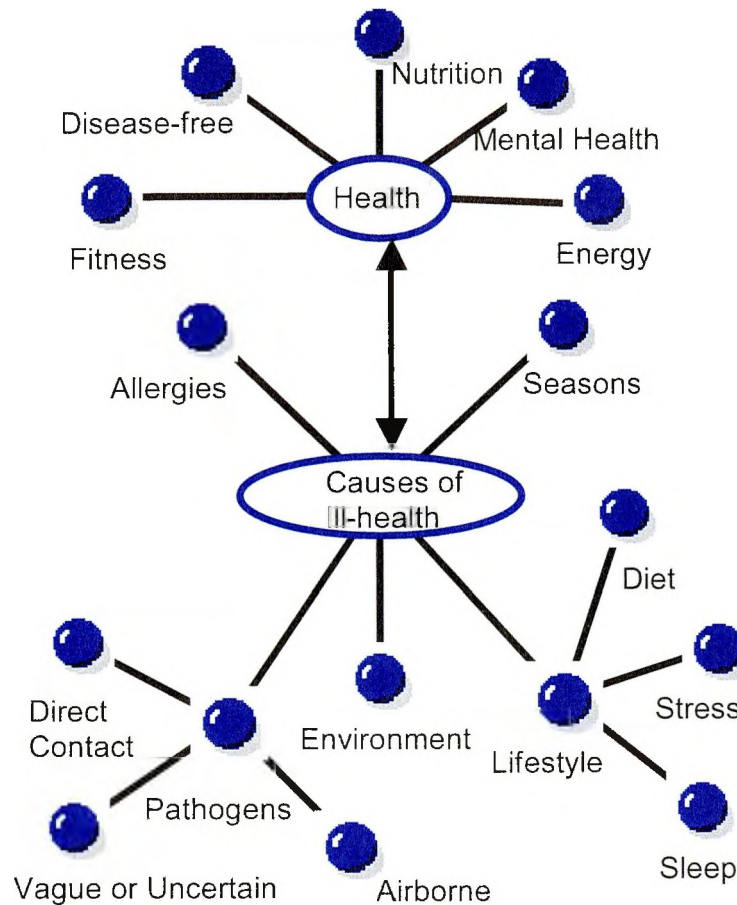 Nutrition
Disease-free
Mental Health
Health
Fitness
Energy
Allergies
Seasons
Causes of
Ill-health
Diet
Direct
Contact
Stress
Environment
Lifestyle
Pathogens
Sleep
Vague or Uncertain
Airborne